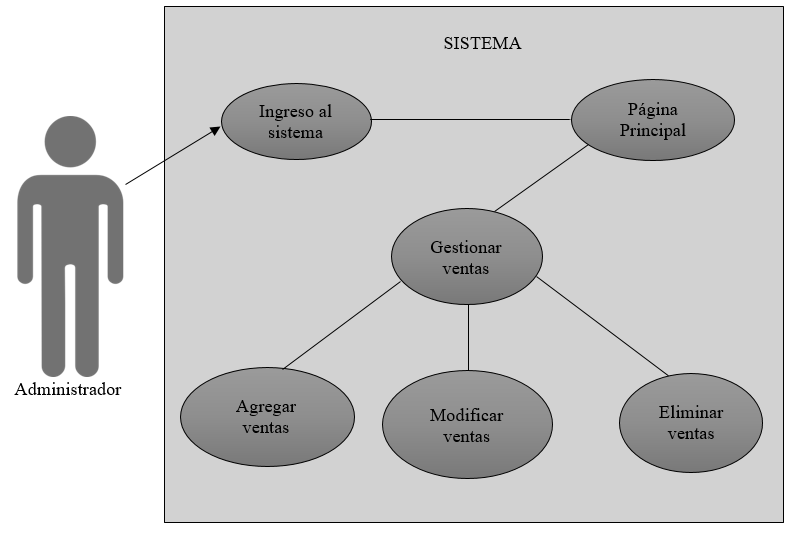 SISTEMA
Ingreso al
sistema
Página
Principal
Gestionar
ventas
Administrador
Agregar
ventas
Modificar
ventas
Eliminar
ventas